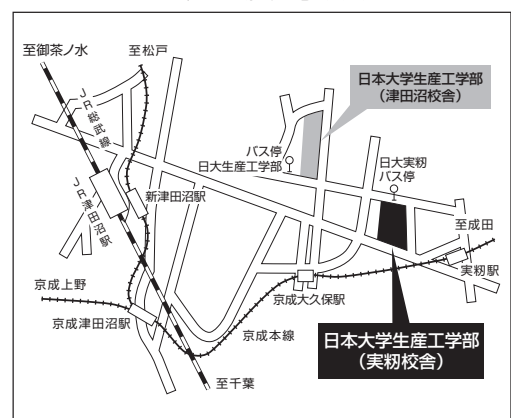 至御茶ノ水
至松戸
JR総武線
日本大学生産工学部
（津田沼校舎）
バス停
日大生産工学部
日大実籾
バス停
JR津田沼駅
新津田沼駅
至成田
実籾駅
京成上野
京成大久保駅
京成津田沼駅
京成本線
日本大学生産工学部
（実籾校舎）
至千葉